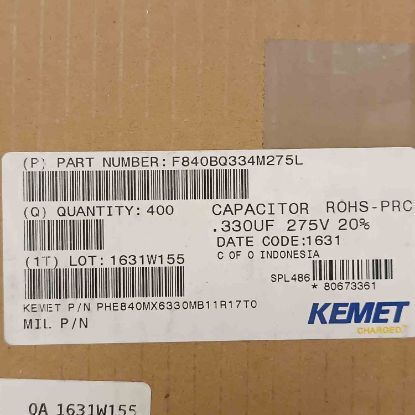 (P) PART NUMBER: F840BQ334M275L
(Q) QUANTITY: 400
CAPACITOR ROHS-PRC
.330UF 275V 20%
DATE CODE:1631
(1T) LOT: 1631W155
C OF O INDONESIA
SPL486
* 80673361
KEMET P/N PHE840MX6330MB11R17T0
MIL P/N
KEMET
CHARGED.
QA 1631W155